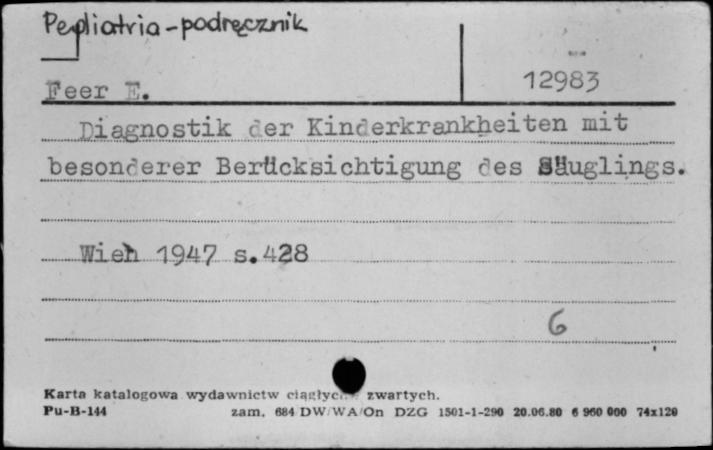 Pediatria - podręcznik
12983
Feer E.
Diagnostik der Kinderkrankheiten mit
besonderer Berücksichtigung des Säuglings.
Wien 1947 s.428
6
Karta katalogowa wydawnictw ciągłych zwartych.
Pu-B-144 zam. 684 DW/WA/On DZG 1501-1-290 20.06.80 6 960 000 74x120